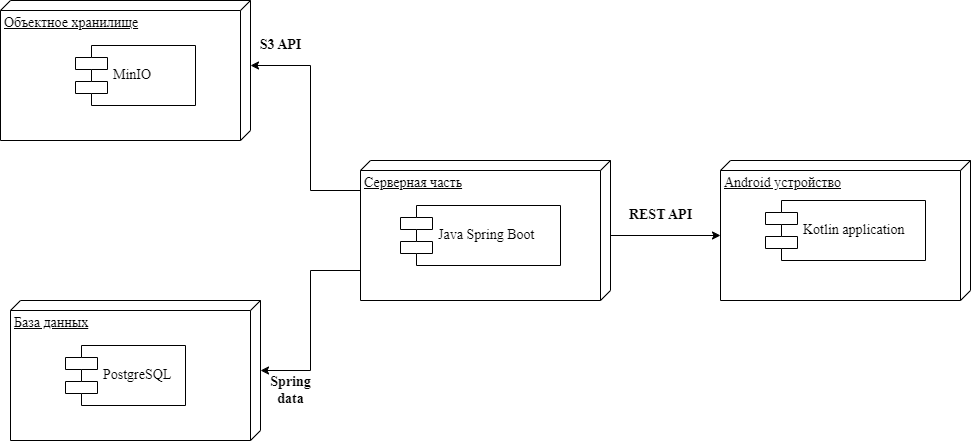 Объектное хранилище
MinIO
S3 API
Серверная часть
Java Spring Boot
REST API
Android устройство
Kotlin application
База данных
PostgreSQL
Spring
data